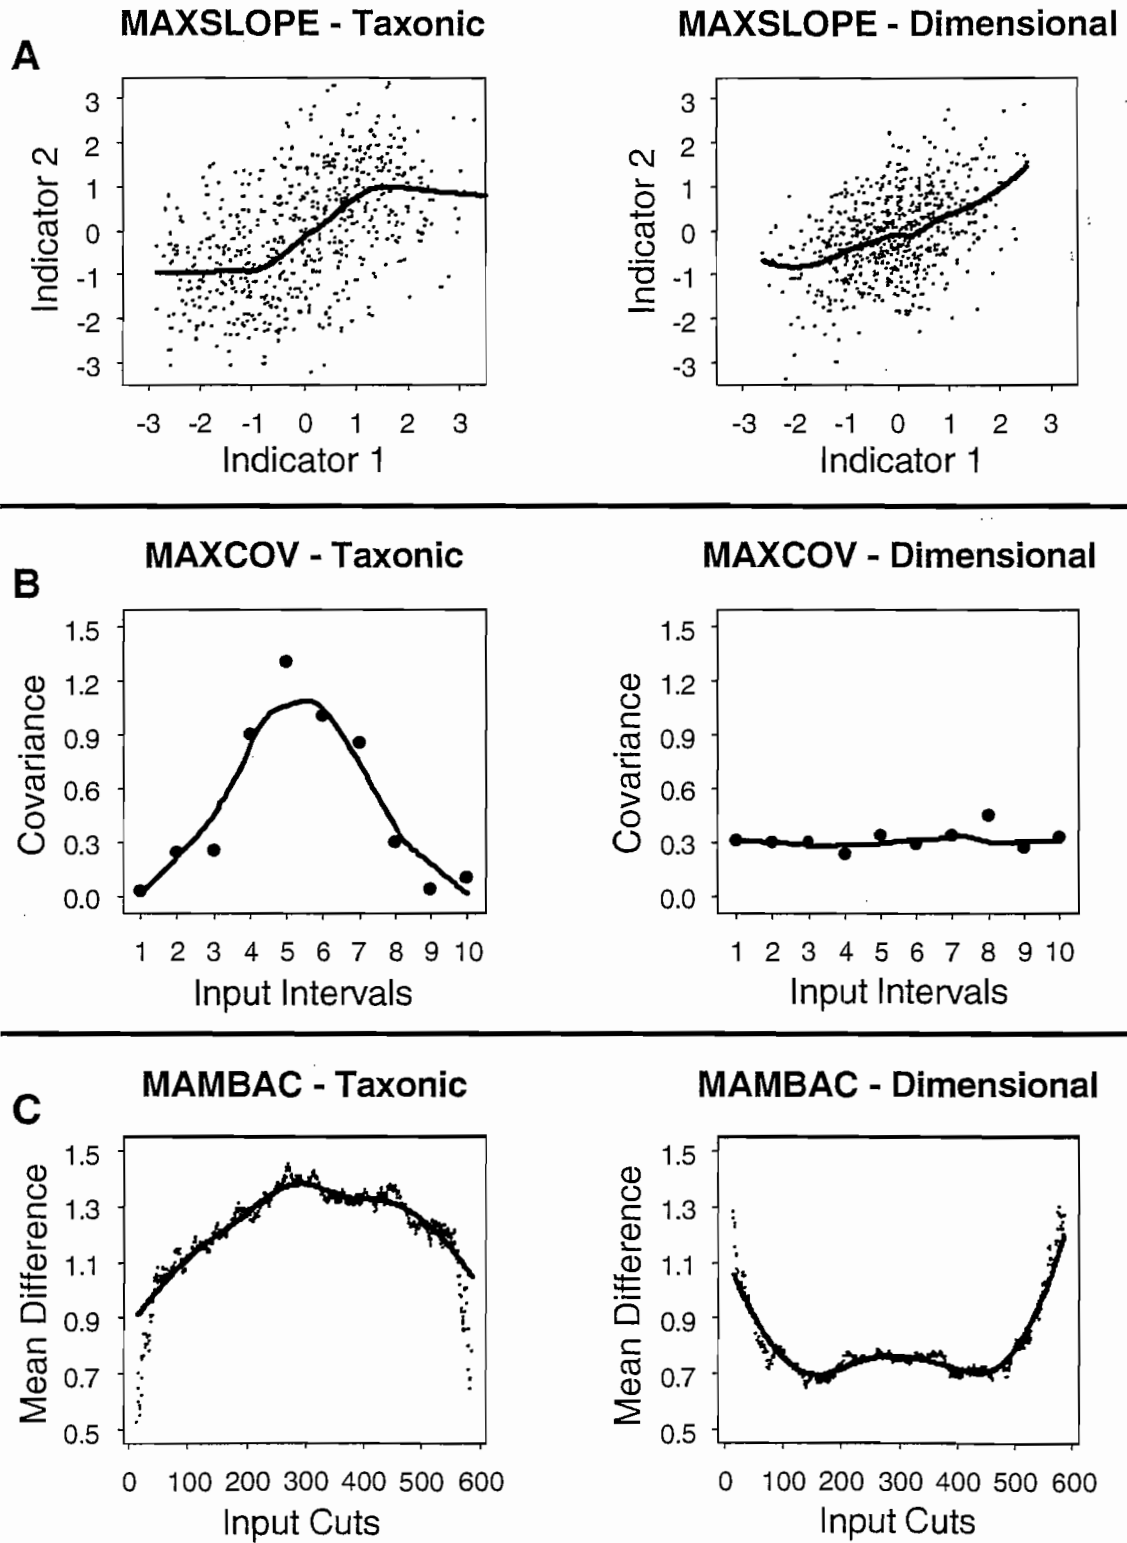 MAXSLOPE - Taxonic
MAXSLOPE - Dimensional
A
3
2
1
0
-1
-2
-3
Indicator 2
-3 -2 -1 0 1 2 3
Indicator 1
3
2
1
0
-1
-2
-3
Indicator 2
-3 -2 -1 0 1 2 3
Indicator 1
MAXCOV - Taxonic
MAXCOV - Dimensional
B
1.5
1.2
0.9
0.6
0.3
0.0
Covariance
1 2 3 4 5 6 7 8 9 10
Input Intervals
1.5
1.2
0.9
0.6
0.3
0.0
Covariance
1 2 3 4 5 6 7 8 9 10
Input Intervals
MAMBAC - Taxonic
MAMBAC - Dimensional
C
1.5
1.3
1.1
0.9
0.7
0.5
Mean Difference
0 100 200 300 400 500 600
Input Cuts
1.5
1.3
1.1
0.9
0.7
0.5
Mean Difference
0 100 200 300 400 500 600
Input Cuts